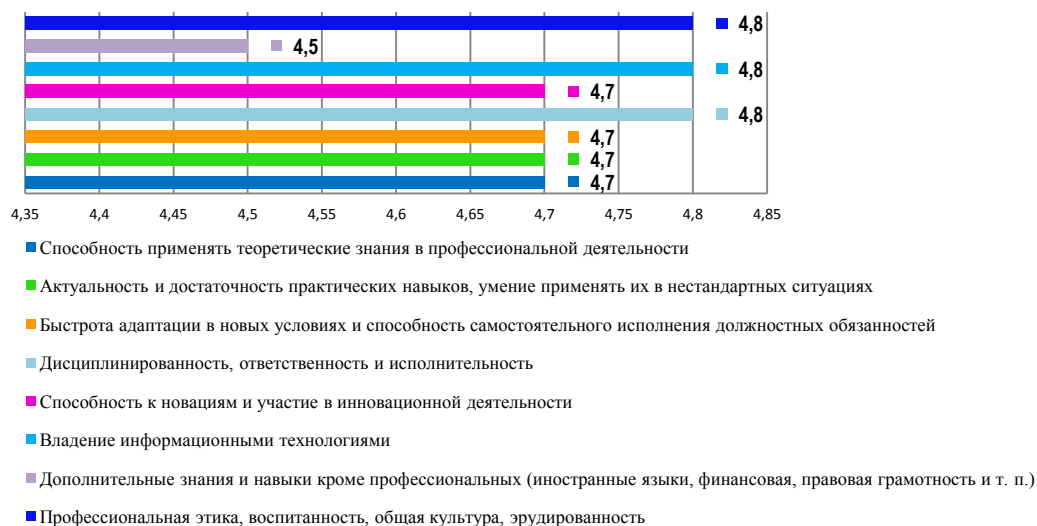 4,8
4,5
4,8
4,7
4,8
4,7
4,7
4,7
4,35 4,4 4,45 4,5 4,55 4,6 4,65 4,7 4,75 4,8 4,85
Способность применять теоретические знания в профессиональной деятельности
Актуальность и достаточность практических навыков, умение применять их в нестандартных ситуациях
Быстрота адаптации в новых условиях и способность самостоятельного исполнения должностных обязанностей
Дисциплинированность, ответственность и исполнительность
Способность к новациям и участие в инновационной деятельности
Владение информационными технологиями
Дополнительные знания и навыки кроме профессиональных (иностранные языки, финансовая, правовая грамотность и т. п.)
Профессиональная этика, воспитанность, общая культура, эрудированность